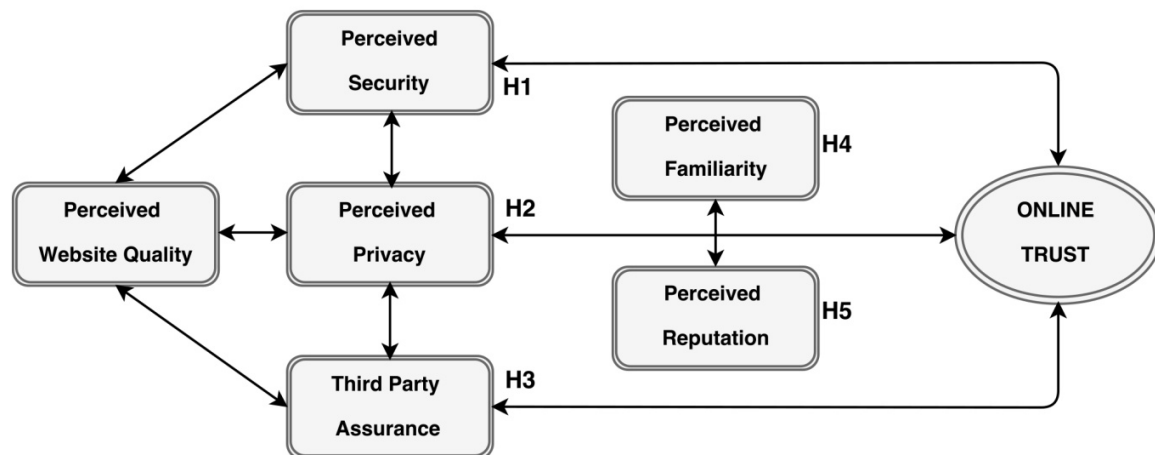 Perceived
Security
H1
Perceived
Familiarity
H4
Perceived
Website Quality
Perceived
Privacy
H2
ONLINE
TRUST
Perceived
Reputation
H5
Third Party
Assurance
H3